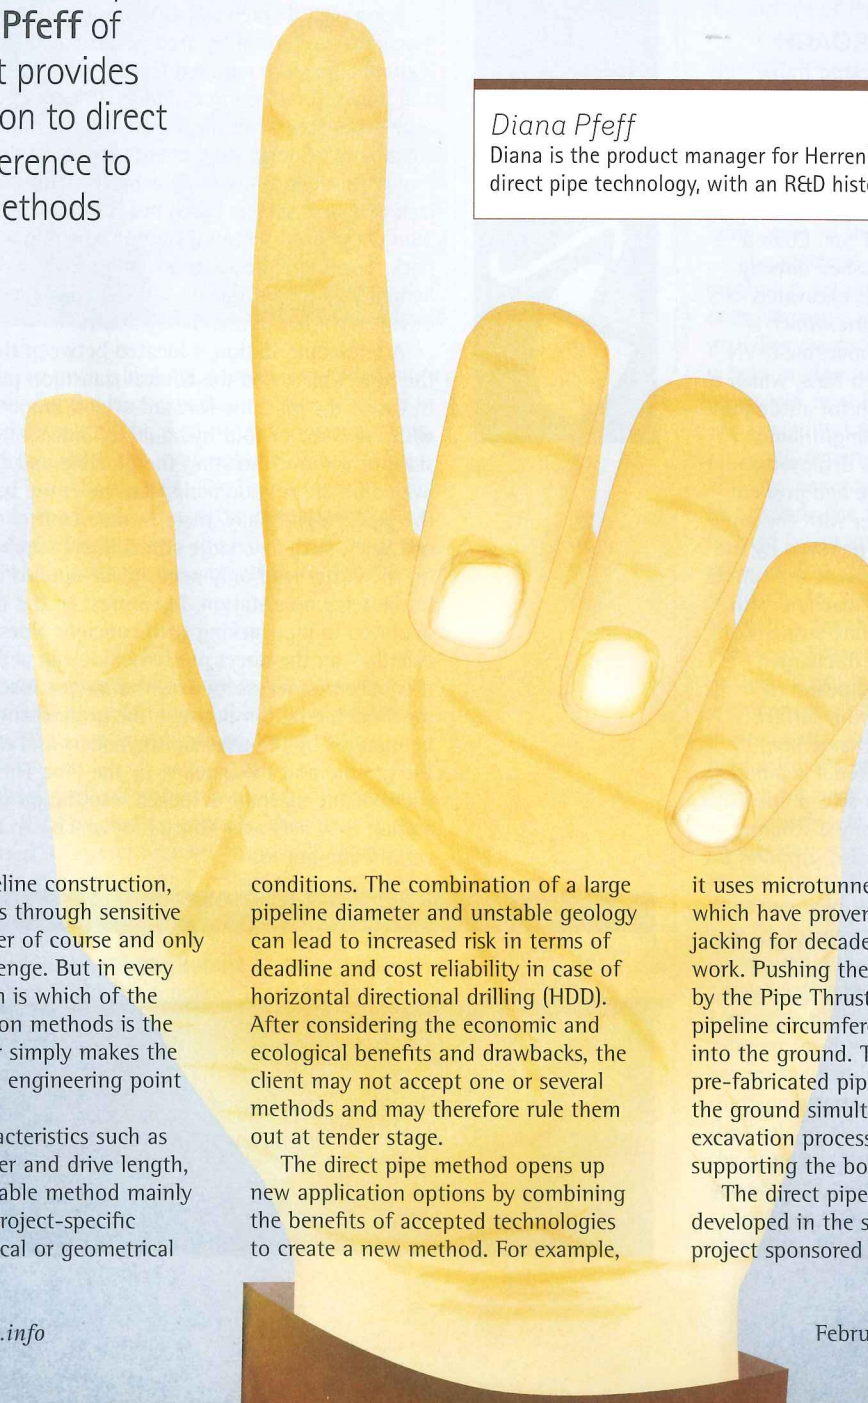 Pfeff of
t provides
on to direct
erence to
ethods
Diana Pfeff
Diana is the product manager for Herren
direct pipe technology, with an R&D histo
eline construction,
s through sensitive
er of course and only
enge. But in every
n is which of the
on methods is the
r simply makes the
engineering point
acteristics such as
er and drive length,
able method mainly
roject-specific
cal or geometrical
conditions. The combination of a large
pipeline diameter and unstable geology
can lead to increased risk in terms of
deadline and cost reliability in case of
horizontal directional drilling (HDD).
After considering the economic and
ecological benefits and drawbacks, the
client may not accept one or several
methods and may therefore rule them
out at tender stage.
The direct pipe method opens up
new application options by combining
the benefits of accepted technologies
to create a new method. For example,
it uses microtunne
which have proven
jacking for decade
work. Pushing the
by the Pipe Thrust
pipeline circumfere
into the ground. T
pre-fabricated pip
the ground simult
excavation process
supporting the bo
The direct pipe
developed in the s
project sponsored
.info
Febru